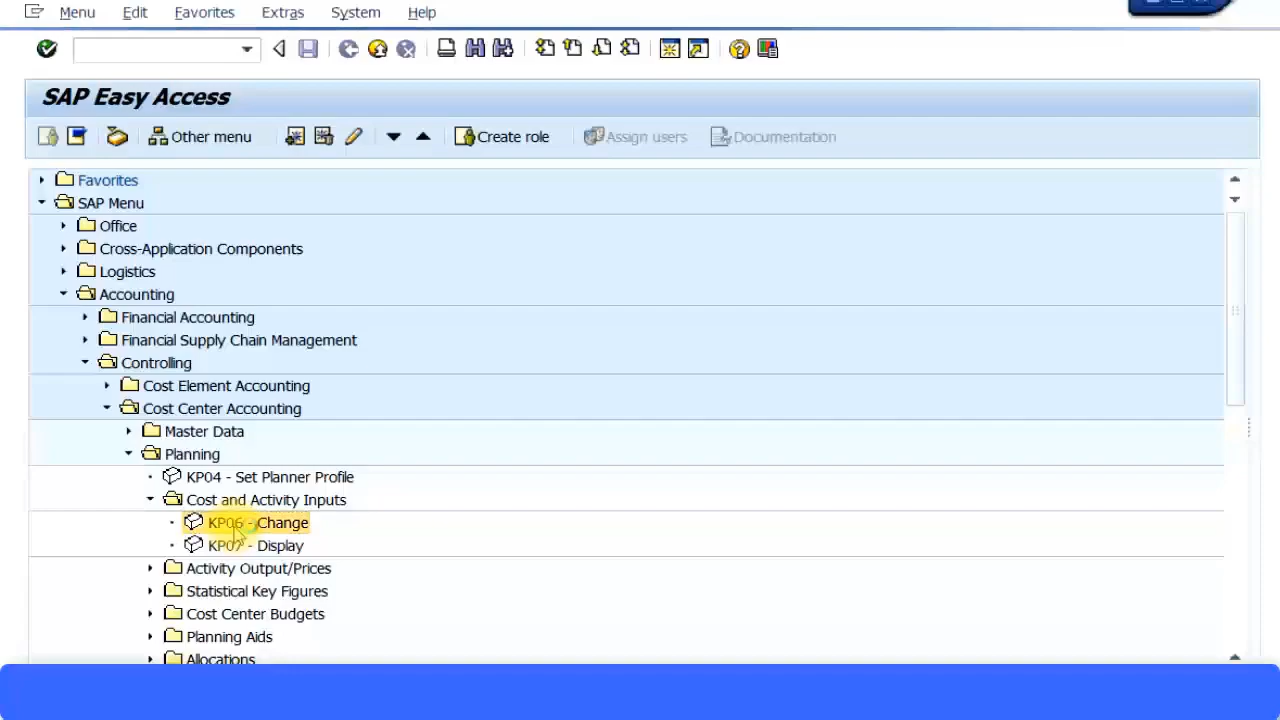 Menu Edit Favorites Extras System Help
SAP Easy Access
Other menu Create role Assign users Documentation
Favorites
SAP Menu
Office
Cross-Application Components
Logistics
Accounting
Financial Accounting
Financial Supply Chain Management
Controlling
Cost Element Accounting
Cost Center Accounting
Master Data
Planning
KP04 - Set Planner Profile
Cost and Activity Inputs
KP06 - Change
KP07 - Display
Activity Output/Prices
Statistical Key Figures
Cost Center Budgets
Planning Aids
Allocations